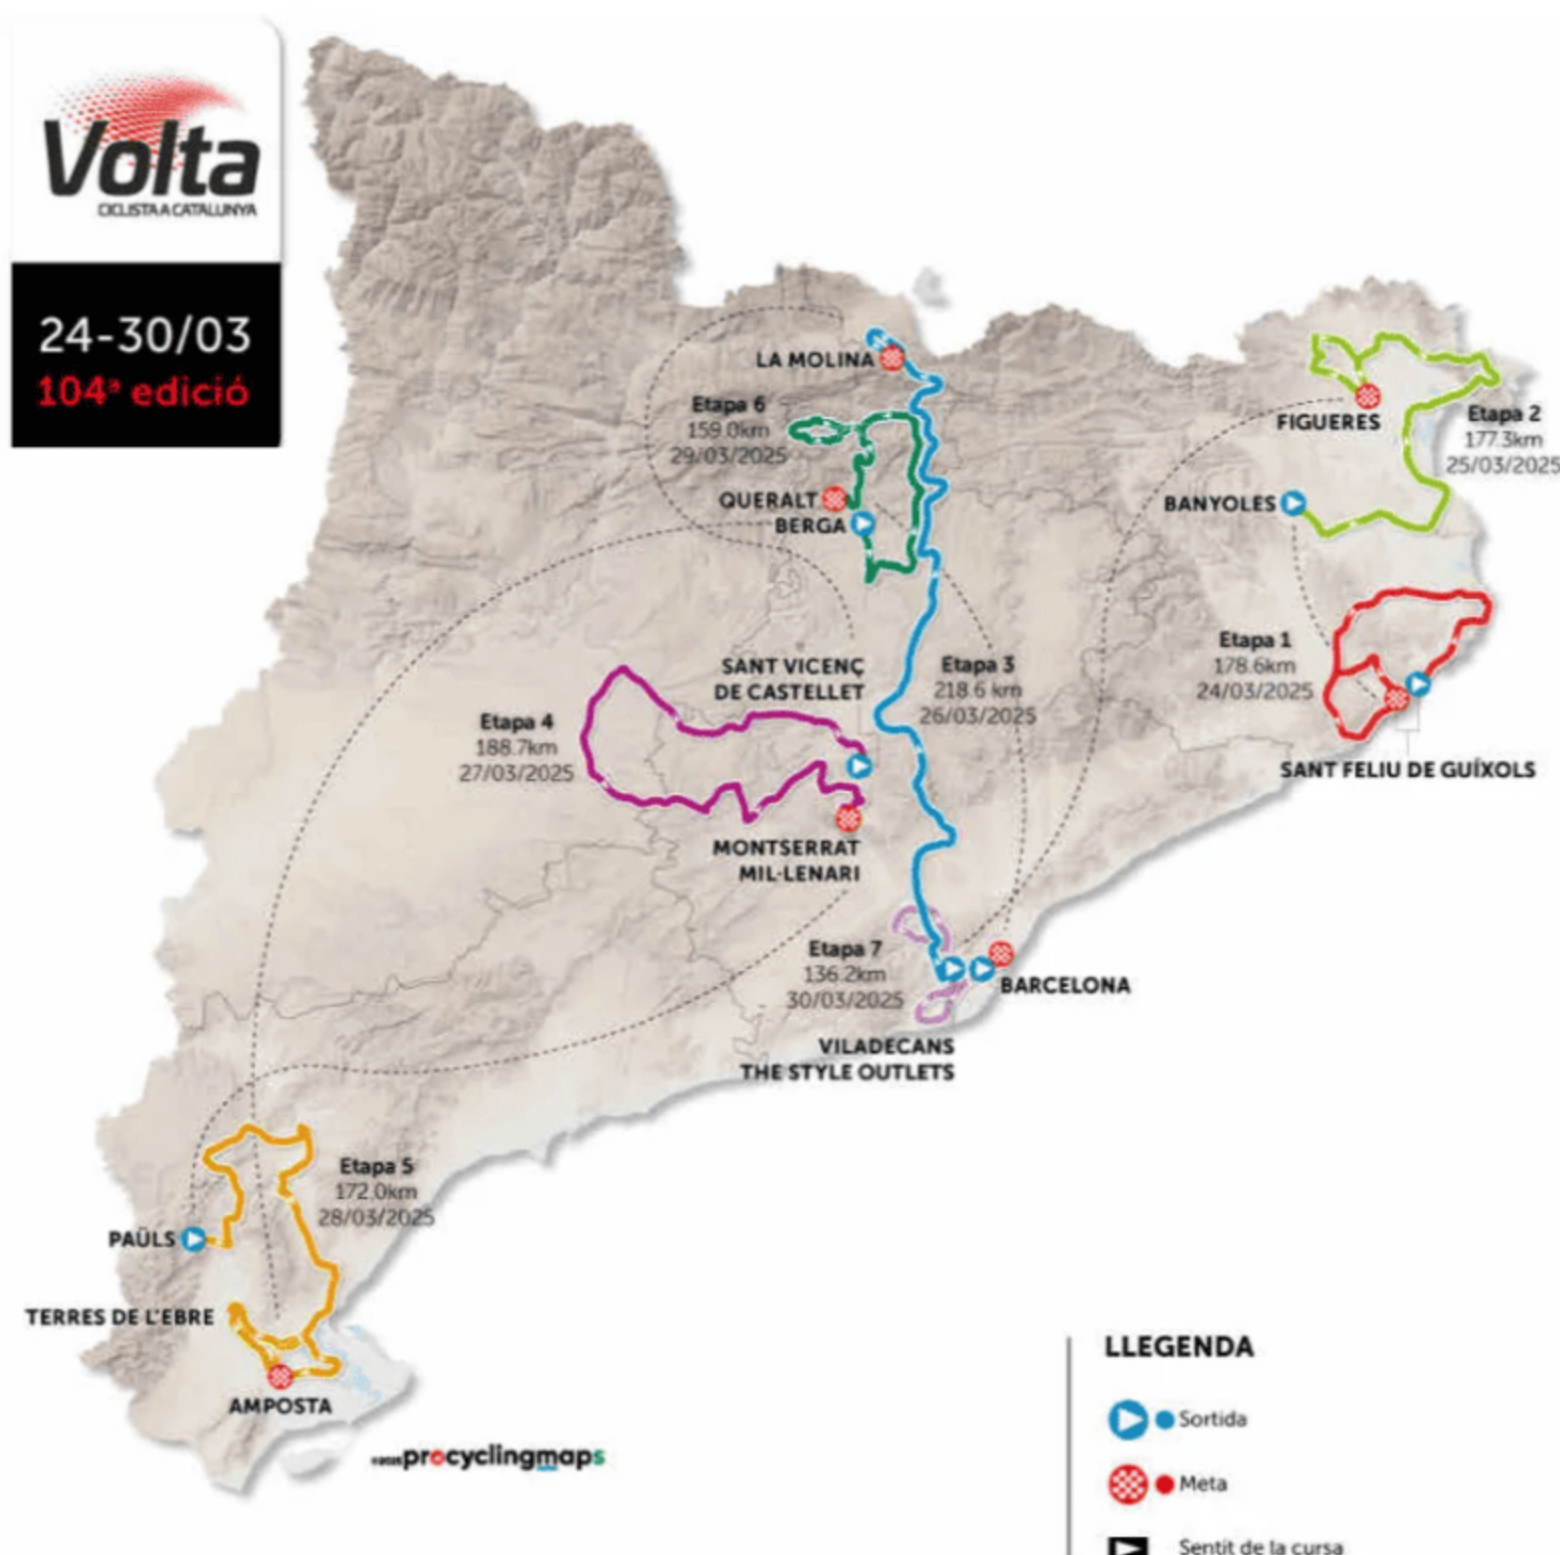 Volta
CICLISTA A CATALUNYA
24-30/03
104ª edició
LA MOLINA
Etapa 6
159.0km
29/03/2025
QUERALT
BERGA
FIGUERES
Etapa 2
177.3km
25/03/2025
BANYOLES
Etapa 1
178.6km
24/03/2025
SANT FELIU DE GUÍXOLS
SANT VICENÇ
DE CASTELLET
Etapa 3
218.6 km
26/03/2025
Etapa 4
188.7km
27/03/2025
MONTSERRAT
MIL·LENARI
Etapa 7
136.2km
30/03/2025
BARCELONA
VILADECANS
THE STYLE OUTLETS
Etapa 5
172.0km
28/03/2025
PAÜLS
TERRES DE L'EBRE
AMPOSTA
©2025procyclingmaps
LLEGENDA
Sortida
Meta
Sentit de la cursa